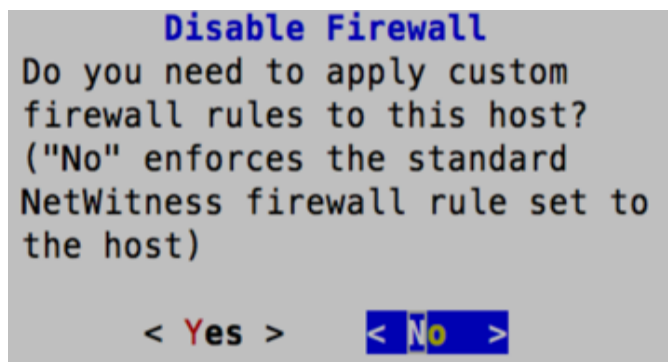 Disable Firewall
Do you need to apply custom
firewall rules to this host?
("No" enforces the standard
NetWitness firewall rule set to
the host)
< Yes > < No >